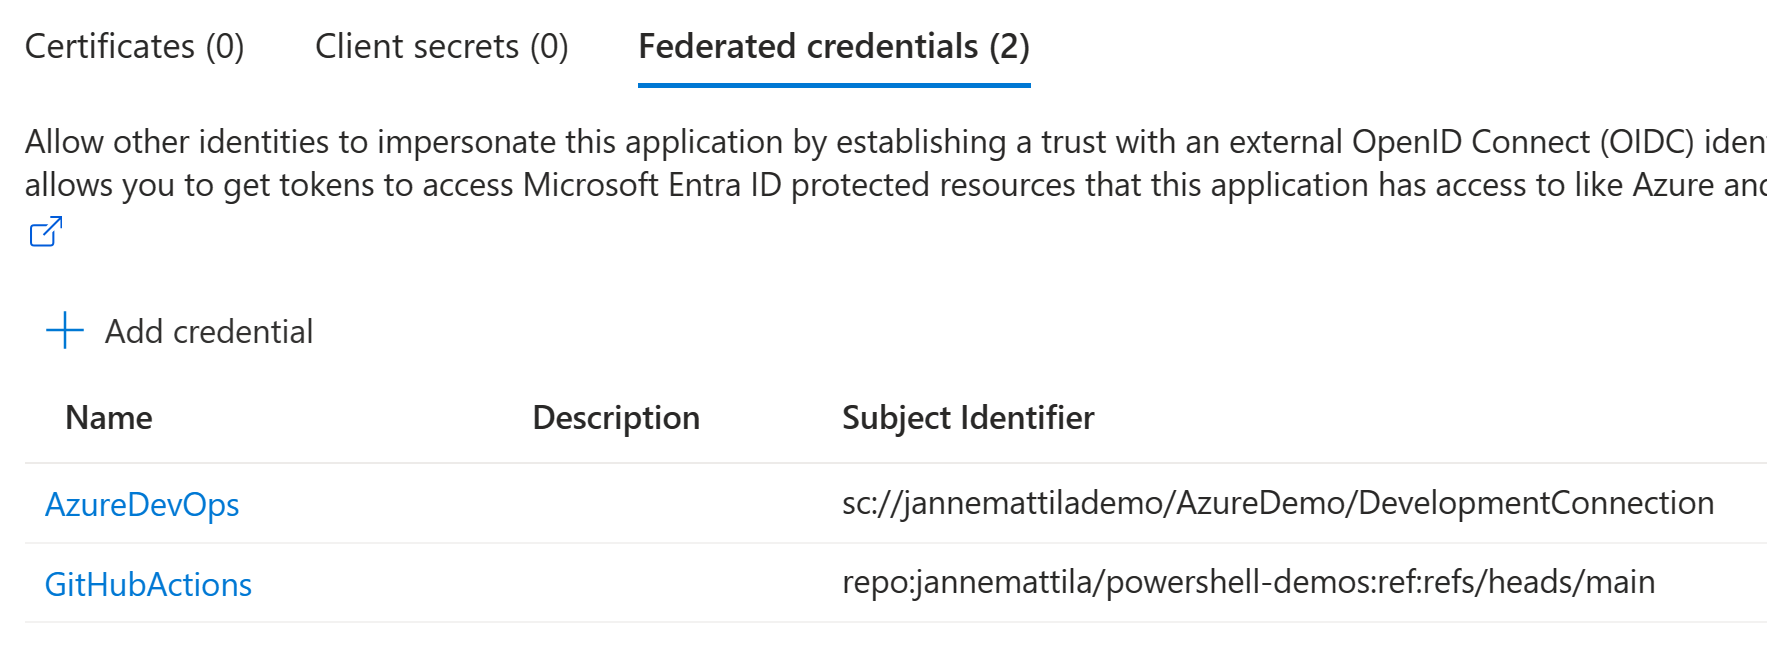 Certificates (0) Client secrets (0) Federated credentials (2)
Allow other identities to impersonate this application by establishing a trust with an external OpenID Connect (OIDC)
allows you to get tokens to access Microsoft Entra ID protected resources that this application has access to like Azure
Add credential
Name Description Subject Identifier
AzureDevOps sc://jannemattilademo/AzureDemo/DevelopmentConnection
GitHubActions repo:jannemattila/powershell-demos:ref:refs/heads/main